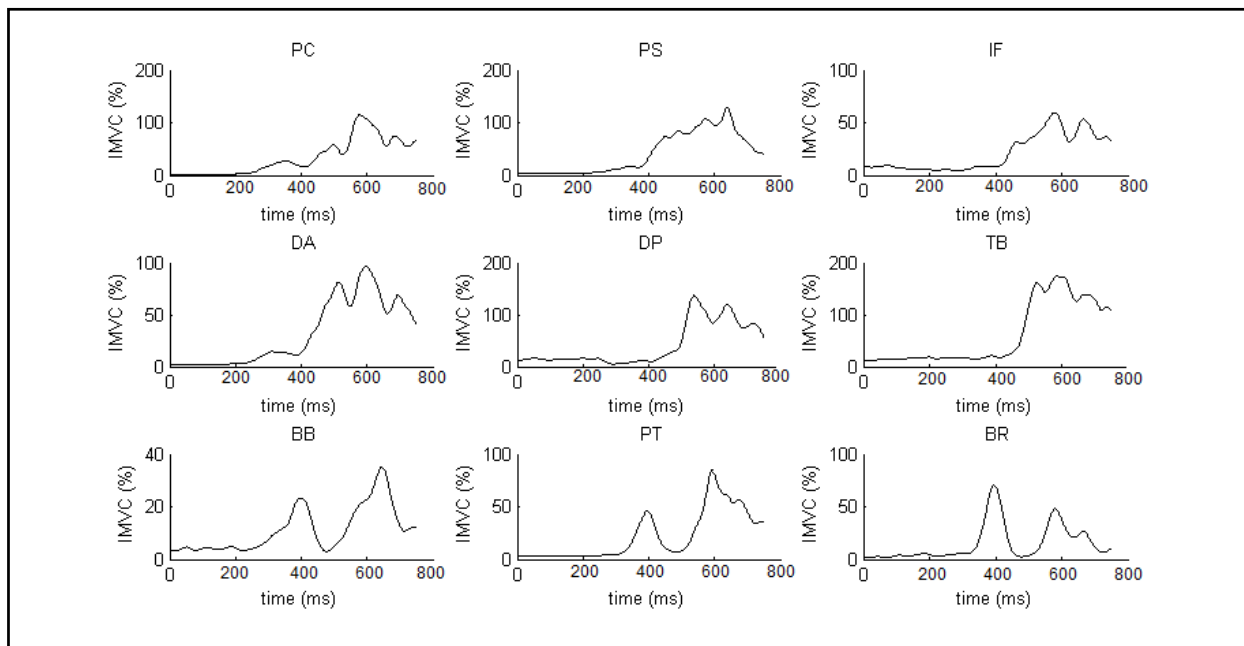 PC PS IF
200 200 100
IMVC (%) IMVC (%) IMVC (%)
100 100 50
0 0 0
0 200 400 600 800 0 200 400 600 800 0 200 400 600 800
time (ms) time (ms) time (ms)
DA DP TB
100 200 200
IMVC (%) IMVC (%) IMVC (%)
50 100 100
0 0 0
0 200 400 600 800 0 200 400 600 800 0 200 400 600 800
time (ms) time (ms) time (ms)
BB PT BR
40 100 100
IMVC (%) IMVC (%) IMVC (%)
20 50 50
0 0 0
0 200 400 600 800 0 200 400 600 800 0 200 400 600 800
time (ms) time (ms) time (ms)